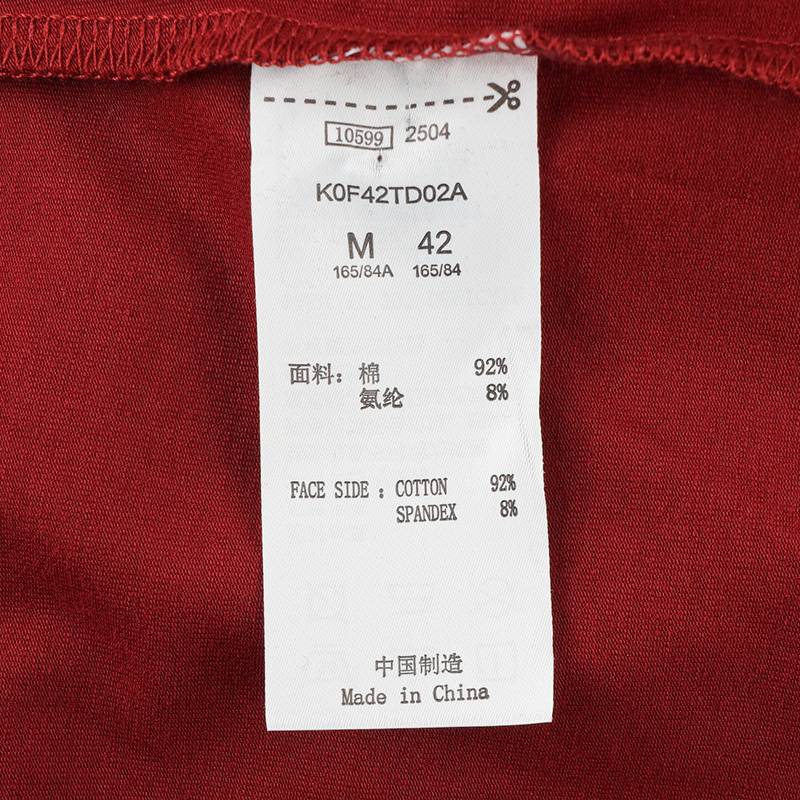 10599 2504
K0F42TD02A
M 42
165/84A 165/84
面料：棉 92%
氨纶 8%
FACE SIDE : COTTON 92%
SPANDEX 8%
中国制造
Made in China